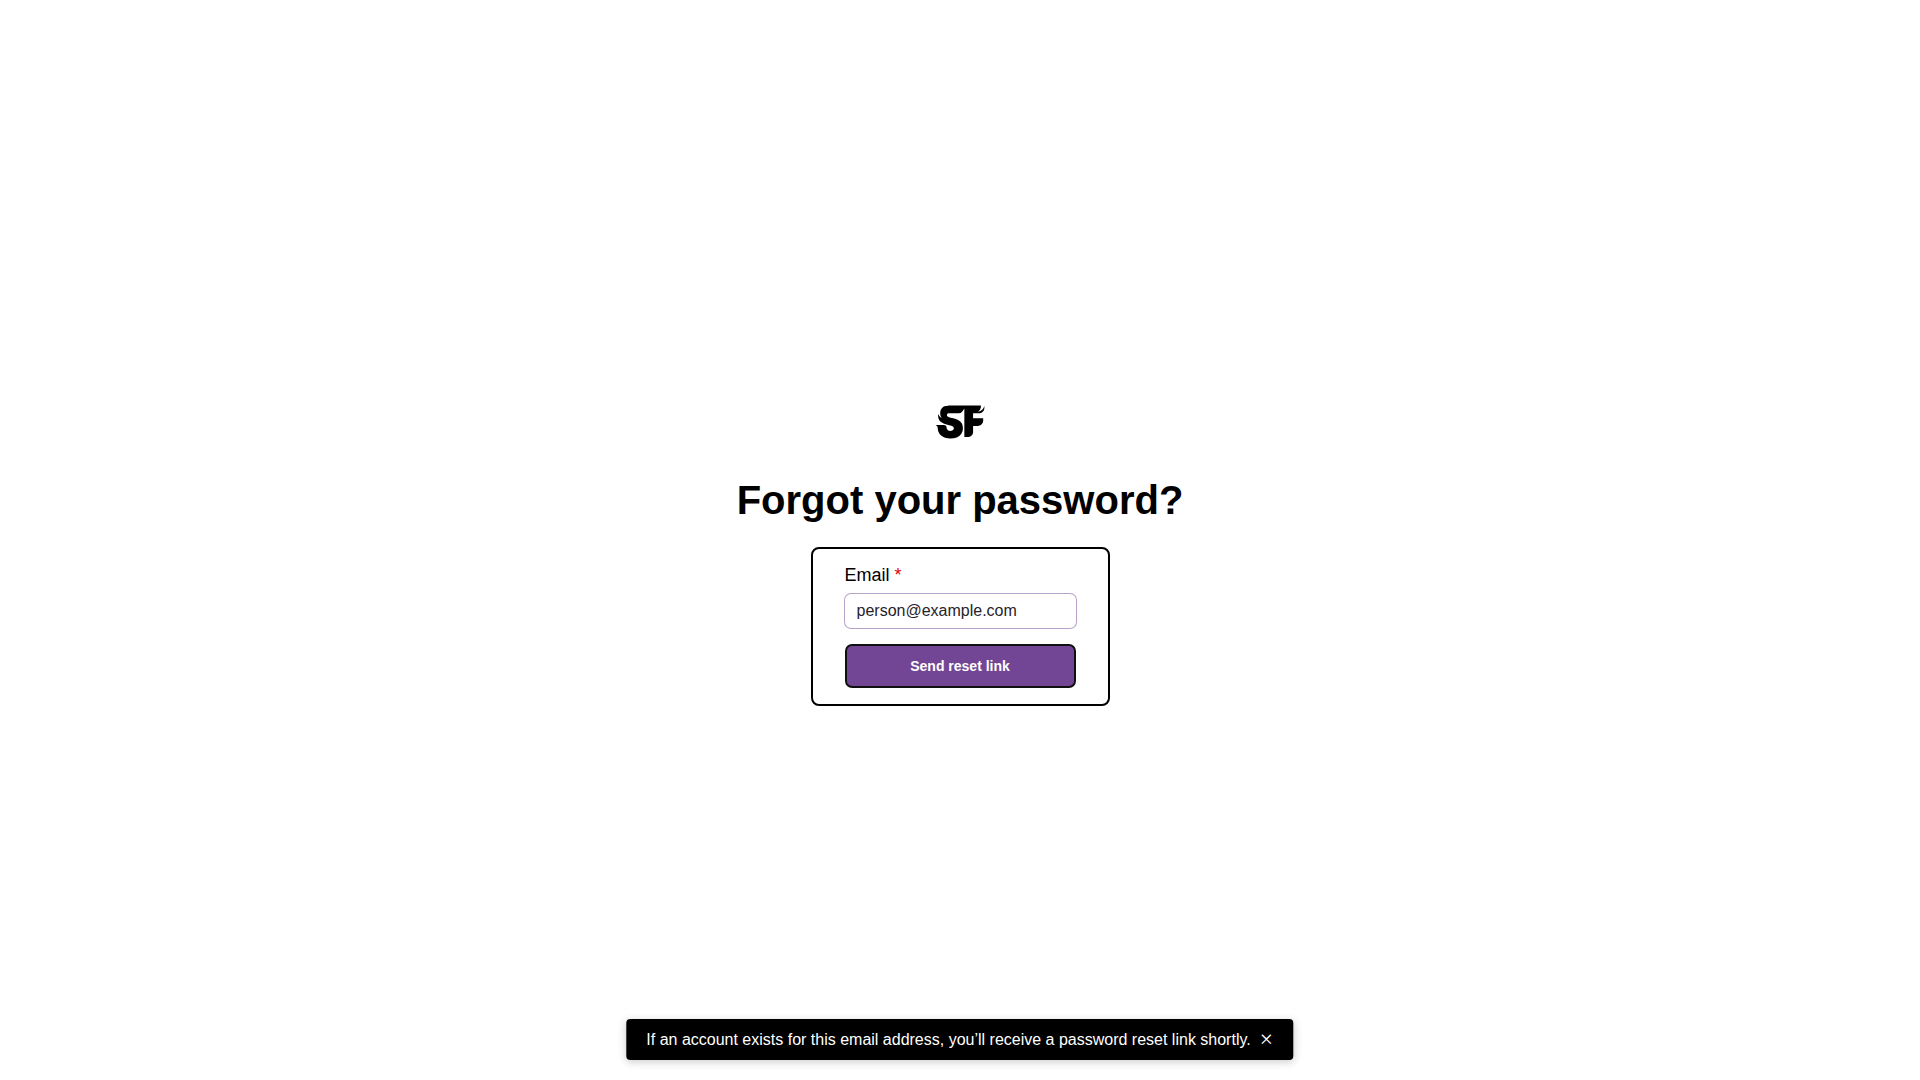 SF
Forgot your password?
Email *
person@example.com
Send reset link
If an account exists for this email address, you’ll receive a password reset link shortly. ×